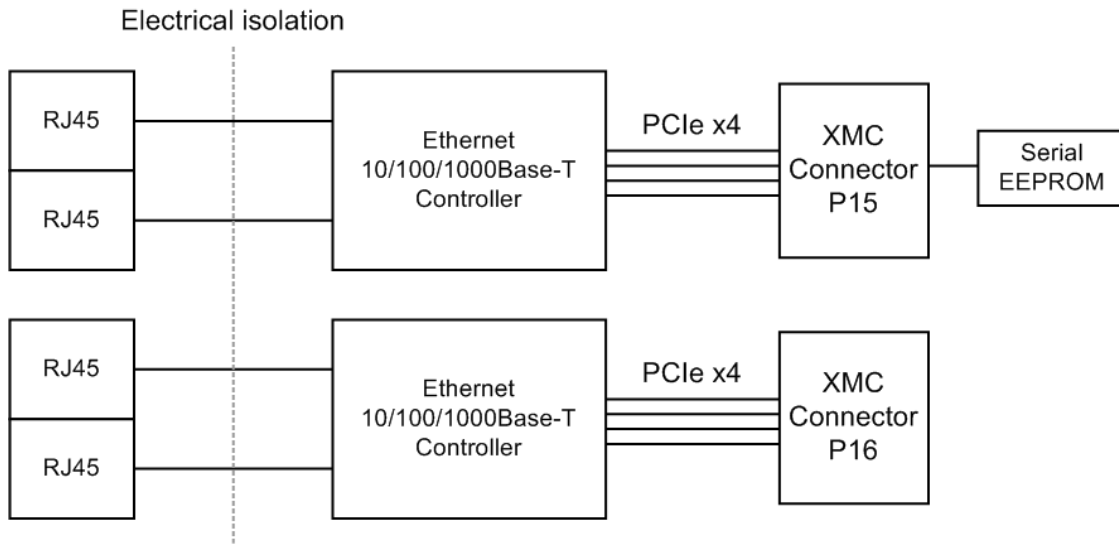 Electrical isolation
RJ45
RJ45
Ethernet
10/100/1000Base-T
Controller
PCIe x4
XMC
Connector
P15
Serial
EEPROM
RJ45
RJ45
Ethernet
10/100/1000Base-T
Controller
PCIe x4
XMC
Connector
P16